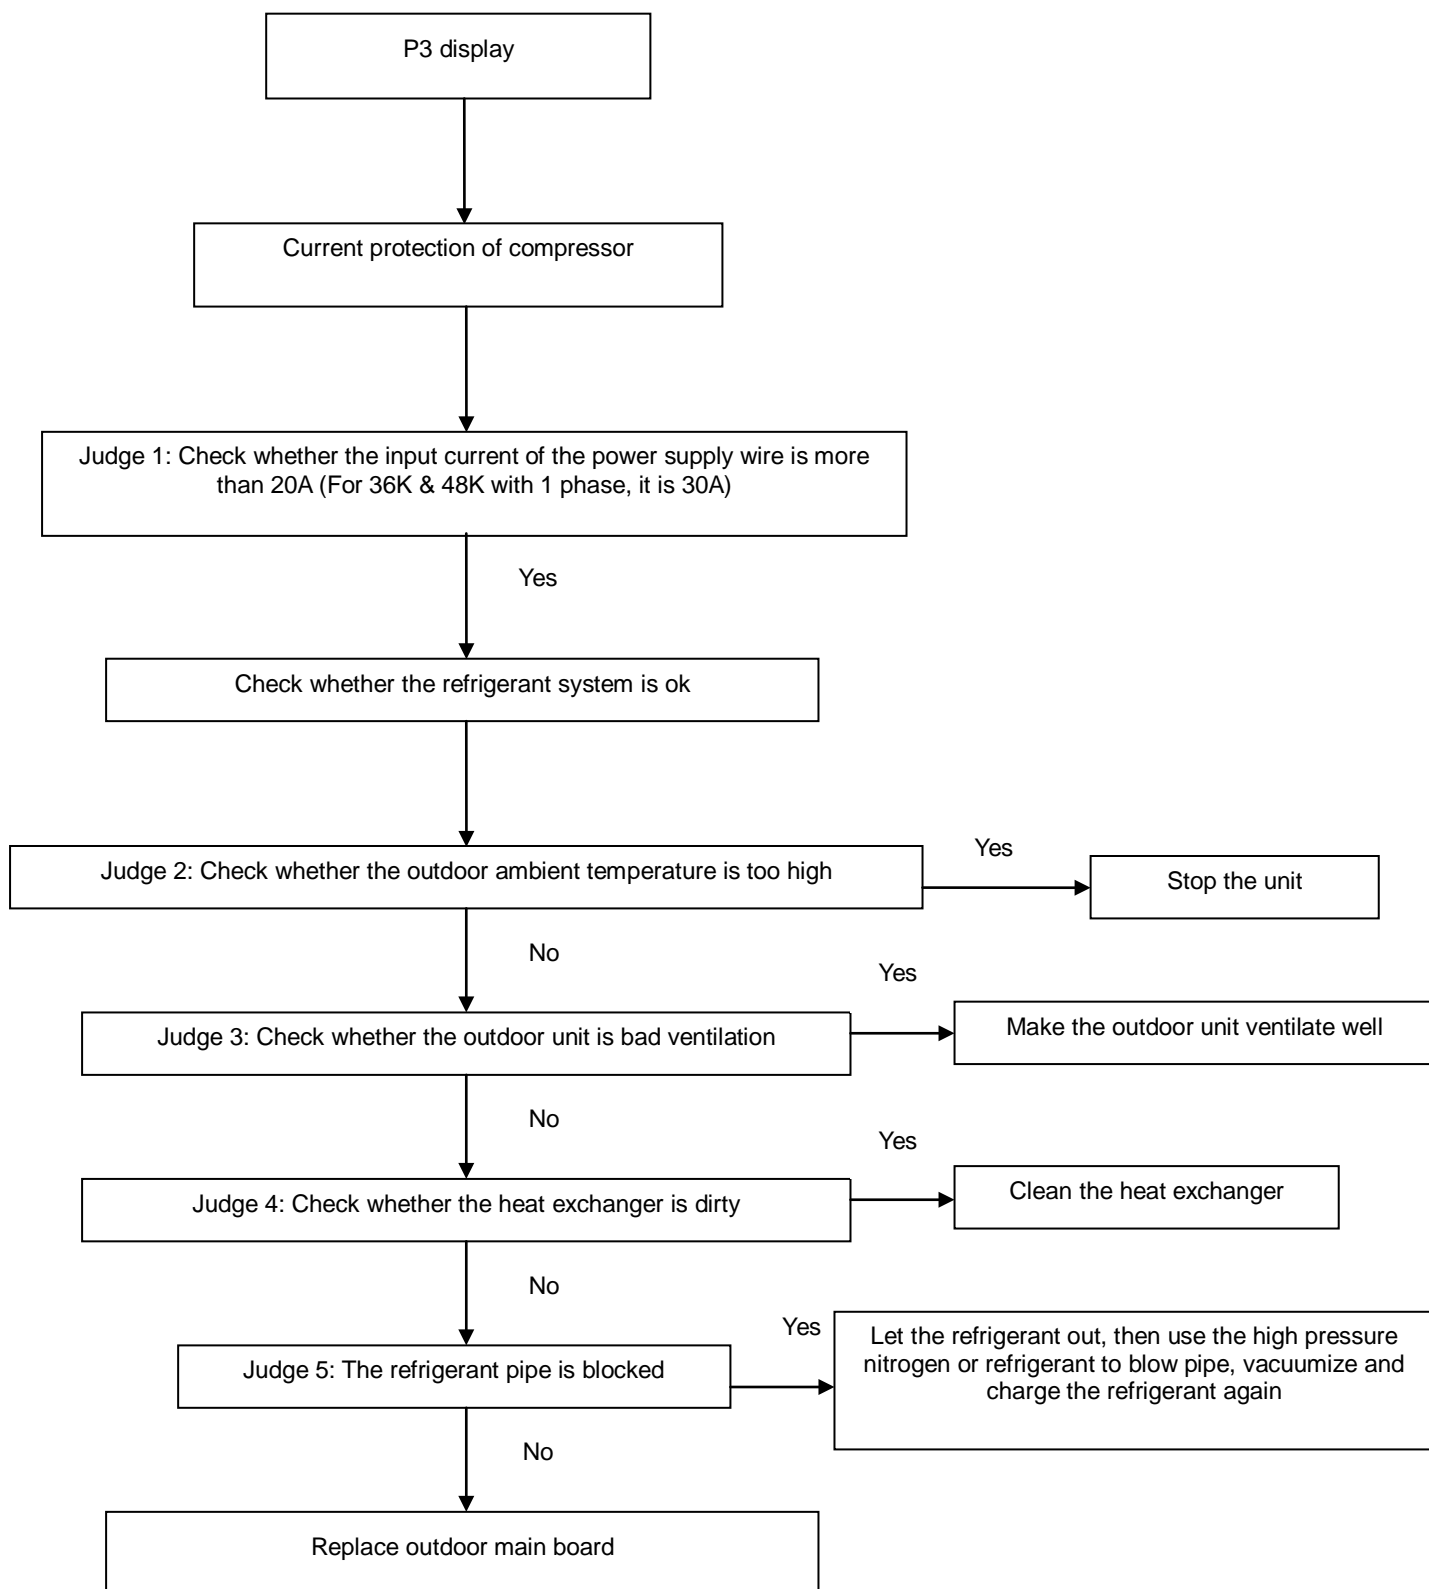 P3 display
Current protection of compressor
Judge 1: Check whether the input current of the power supply wire is more
than 20A (For 36K & 48K with 1 phase, it is 30A)
Yes
Check whether the refrigerant system is ok
Judge 2: Check whether the outdoor ambient temperature is too high
Yes
Stop the unit
No
Judge 3: Check whether the outdoor unit is bad ventilation
Yes
Make the outdoor unit ventilate well
No
Judge 4: Check whether the heat exchanger is dirty
Yes
Clean the heat exchanger
No
Judge 5: The refrigerant pipe is blocked
Yes
Let the refrigerant out, then use the high pressure
nitrogen or refrigerant to blow pipe, vacuumize and
charge the refrigerant again
No
Replace outdoor main board